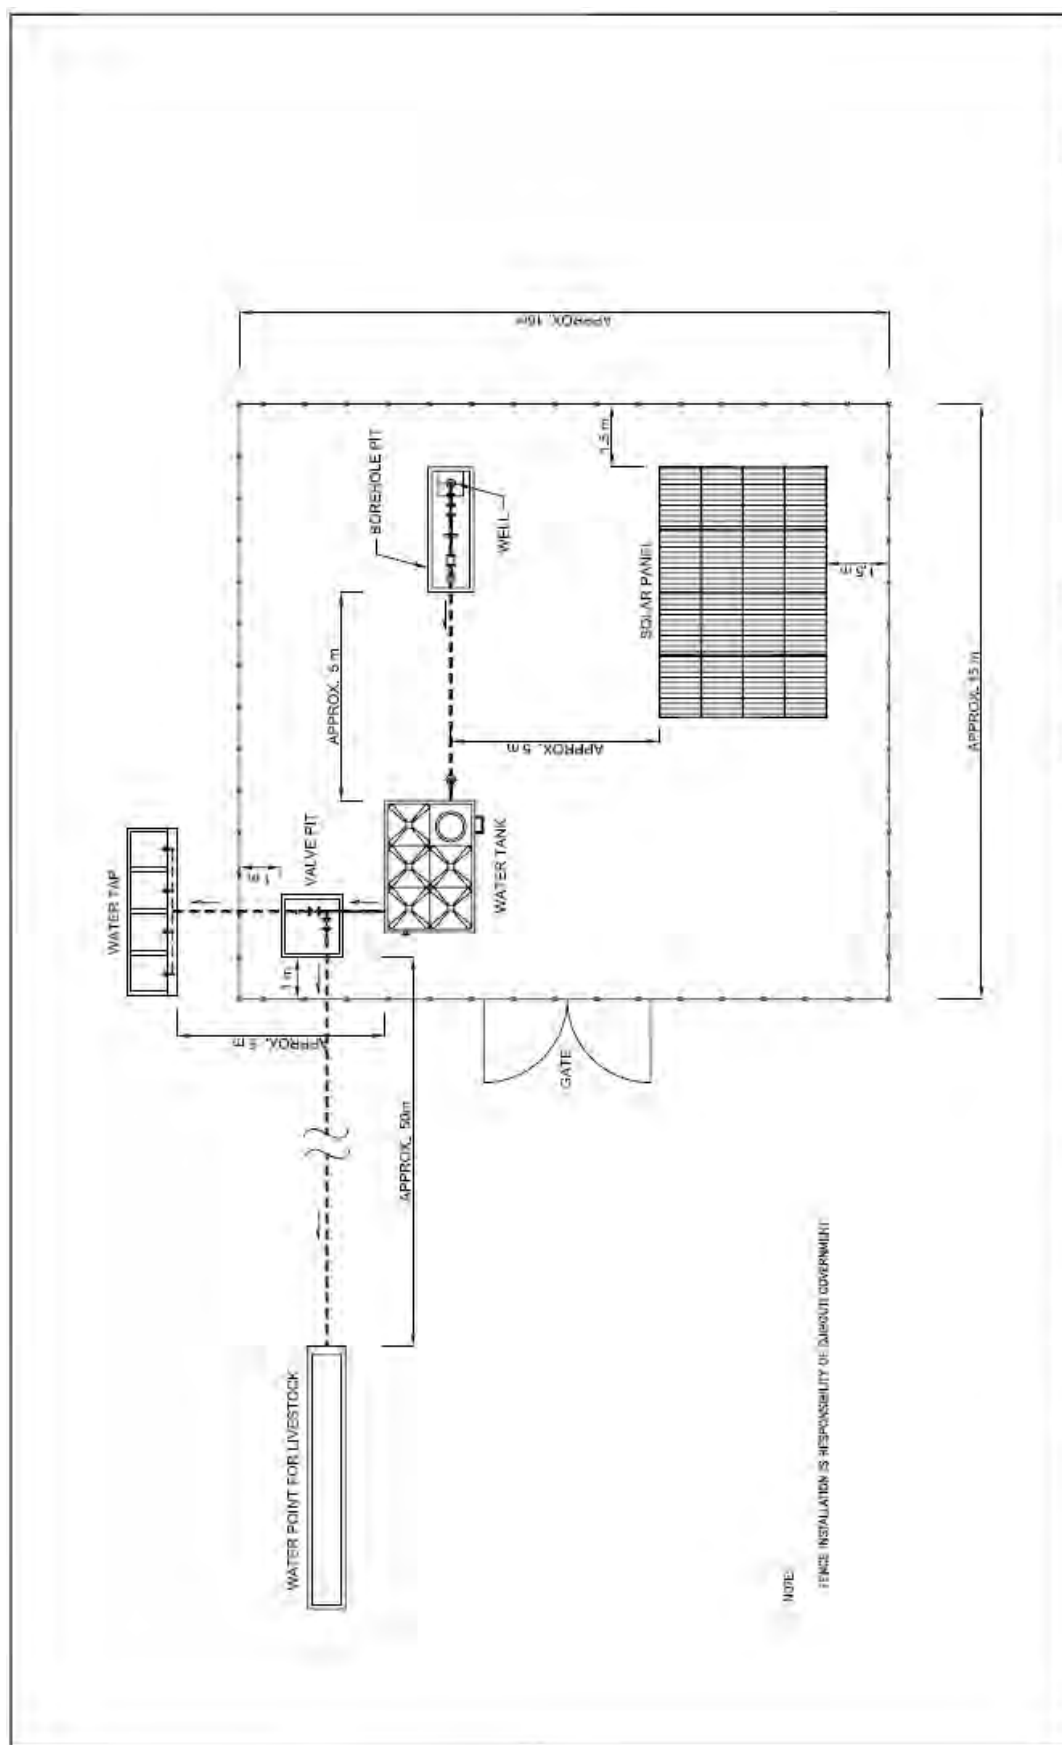 WATER TAP
APPROX.
WATER POINT FOR LIVESTOCK
1 m
1 m
VALVE PIT
APPROX. 5 m
BOREHOLE PIT
APPROX. 50m
WATER TANK
WELL
APPROX. 16m
APPROX. 5 m
GATE
SOLAR PANEL
1.5 m
1.5 m
NOTE:
FENCE INSTALLATION IS RESPONSIBILITY OF DJIBOUTI GOVERNMENT
APPROX. 15 m